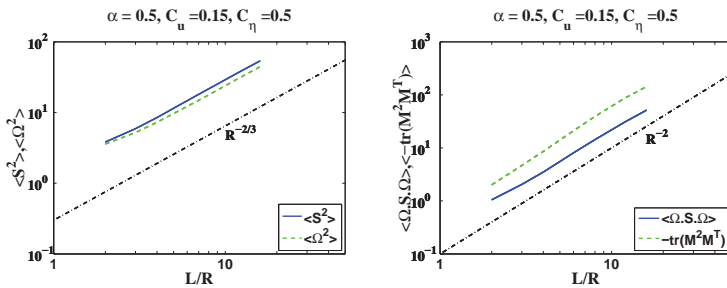 α = 0.5, C_u =0.15, C_η =0.5
<S²>,<Ω²>
10²
10¹
10⁰
10⁻¹
R^−2/3
<S²>
<Ω²>
1 10
L/R
α = 0.5, C_u =0.15, C_η =0.5
<Ω.S.Ω>,<−tr(M²Mᵀ)>
10³
10²
10¹
10⁰
10⁻¹
R⁻²
<Ω.S.Ω>
−tr(M²Mᵀ)
1 10
L/R